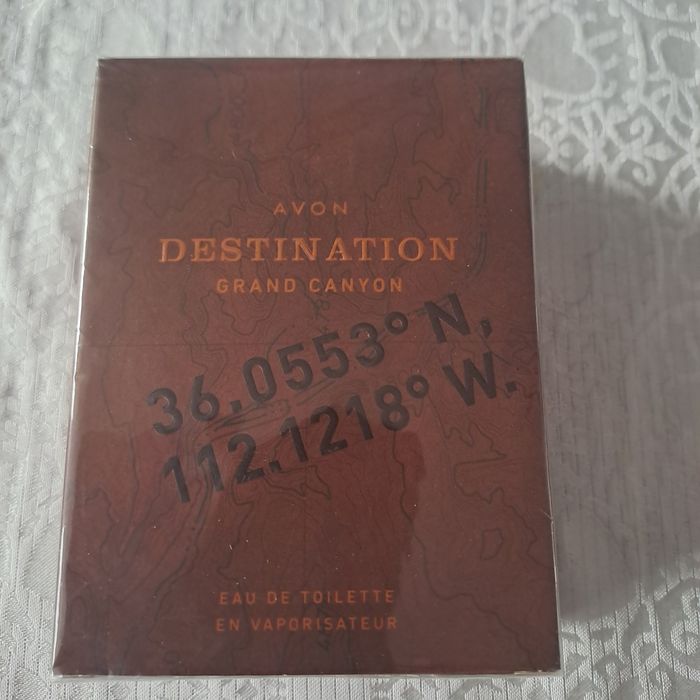 AVON
DESTINATION
GRAND CANYON
36.0553° N,
112.1218° W.
EAU DE TOILETTE
EN VAPORISATEUR